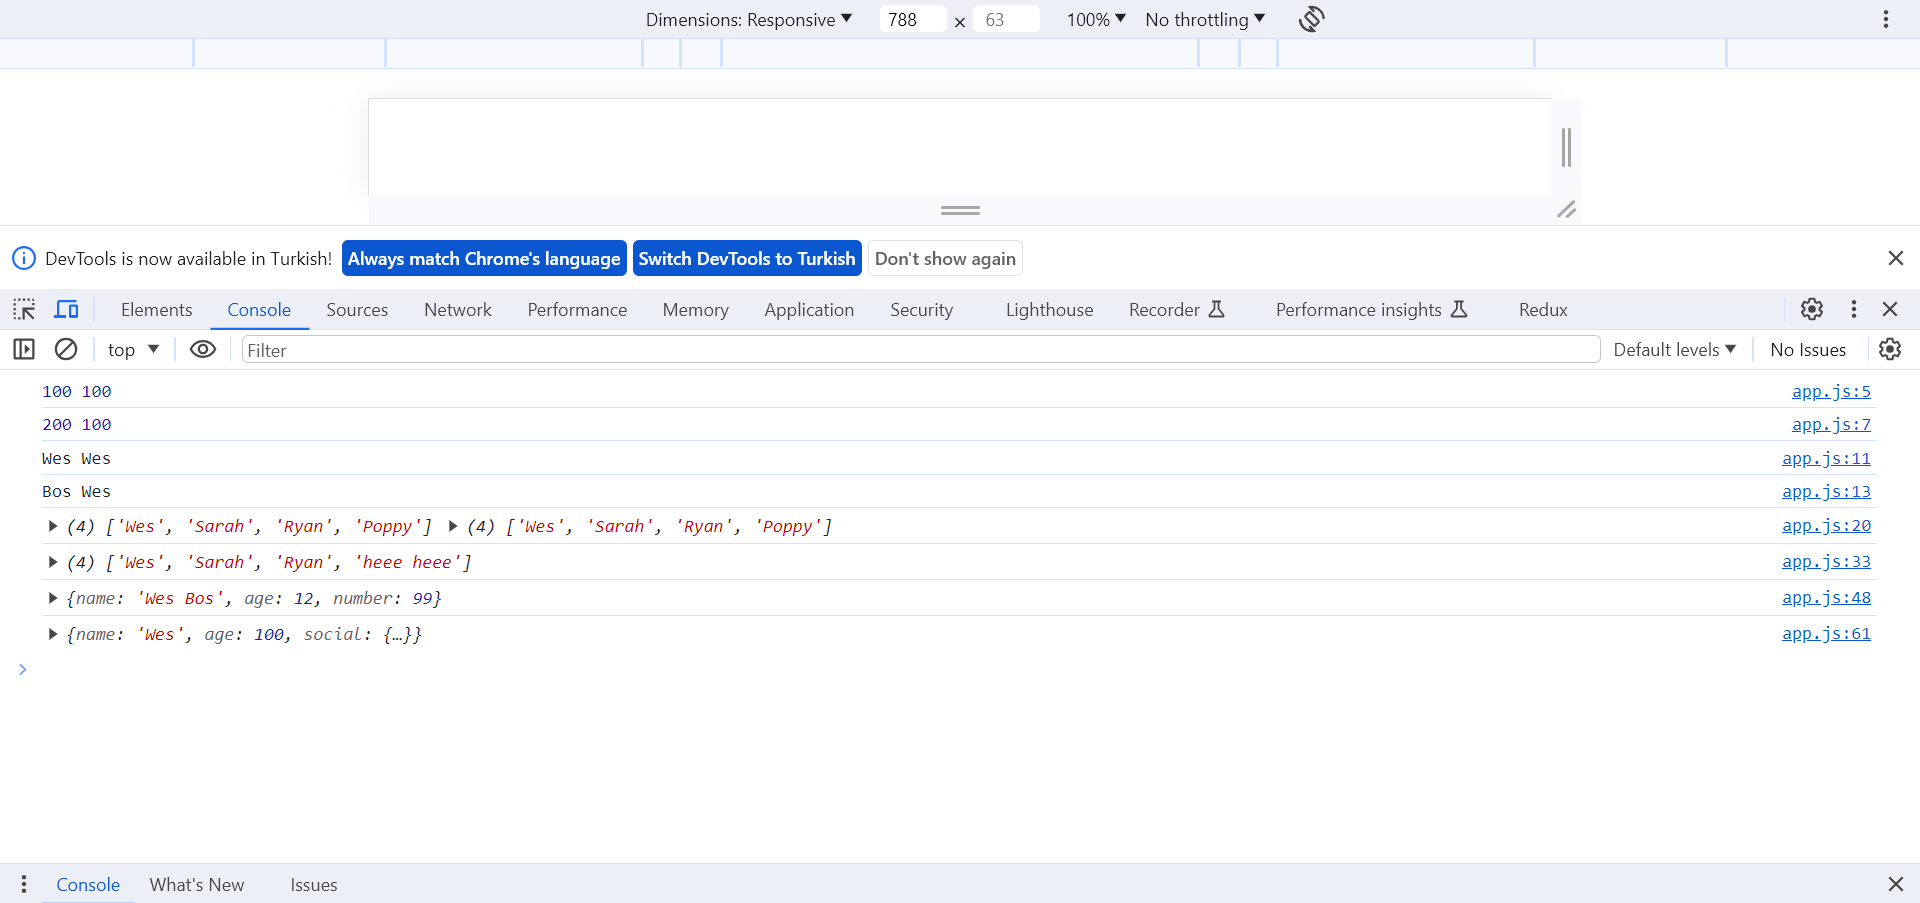 Dimensions: Responsive 788 × 63 100% No throttling
DevTools is now available in Turkish! Always match Chrome's language Switch DevTools to Turkish Don't show again
Elements Console Sources Network Performance Memory Application Security Lighthouse Recorder Performance insights Redux
top Filter Default levels No Issues
100 100 app.js:5
200 100 app.js:7
Wes Wes app.js:11
Bos Wes app.js:13
(4) ['Wes', 'Sarah', 'Ryan', 'Poppy'] (4) ['Wes', 'Sarah', 'Ryan', 'Poppy'] app.js:20
(4) ['Wes', 'Sarah', 'Ryan', 'heee heee'] app.js:33
{name: 'Wes Bos', age: 12, number: 99} app.js:48
{name: 'Wes', age: 100, social: {…}} app.js:61
Console What's New Issues